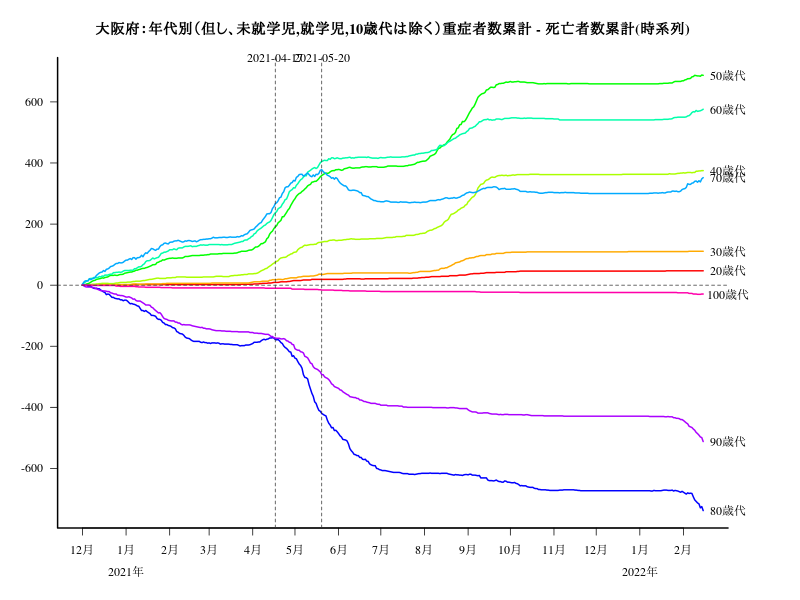 大阪府：年代別（但し、未就学児,就学児,10歳代は除く）重症者数累計 - 死亡者数累計(時系列)
2021-04-17 2021-05-20
50歳代
600
60歳代
400
40歳代
70歳代
200
30歳代
20歳代
0
100歳代
-200
-400
90歳代
-600
80歳代
12月 1月 2月 3月 4月 5月 6月 7月 8月 9月 10月 11月 12月 1月 2月
2021年 2022年